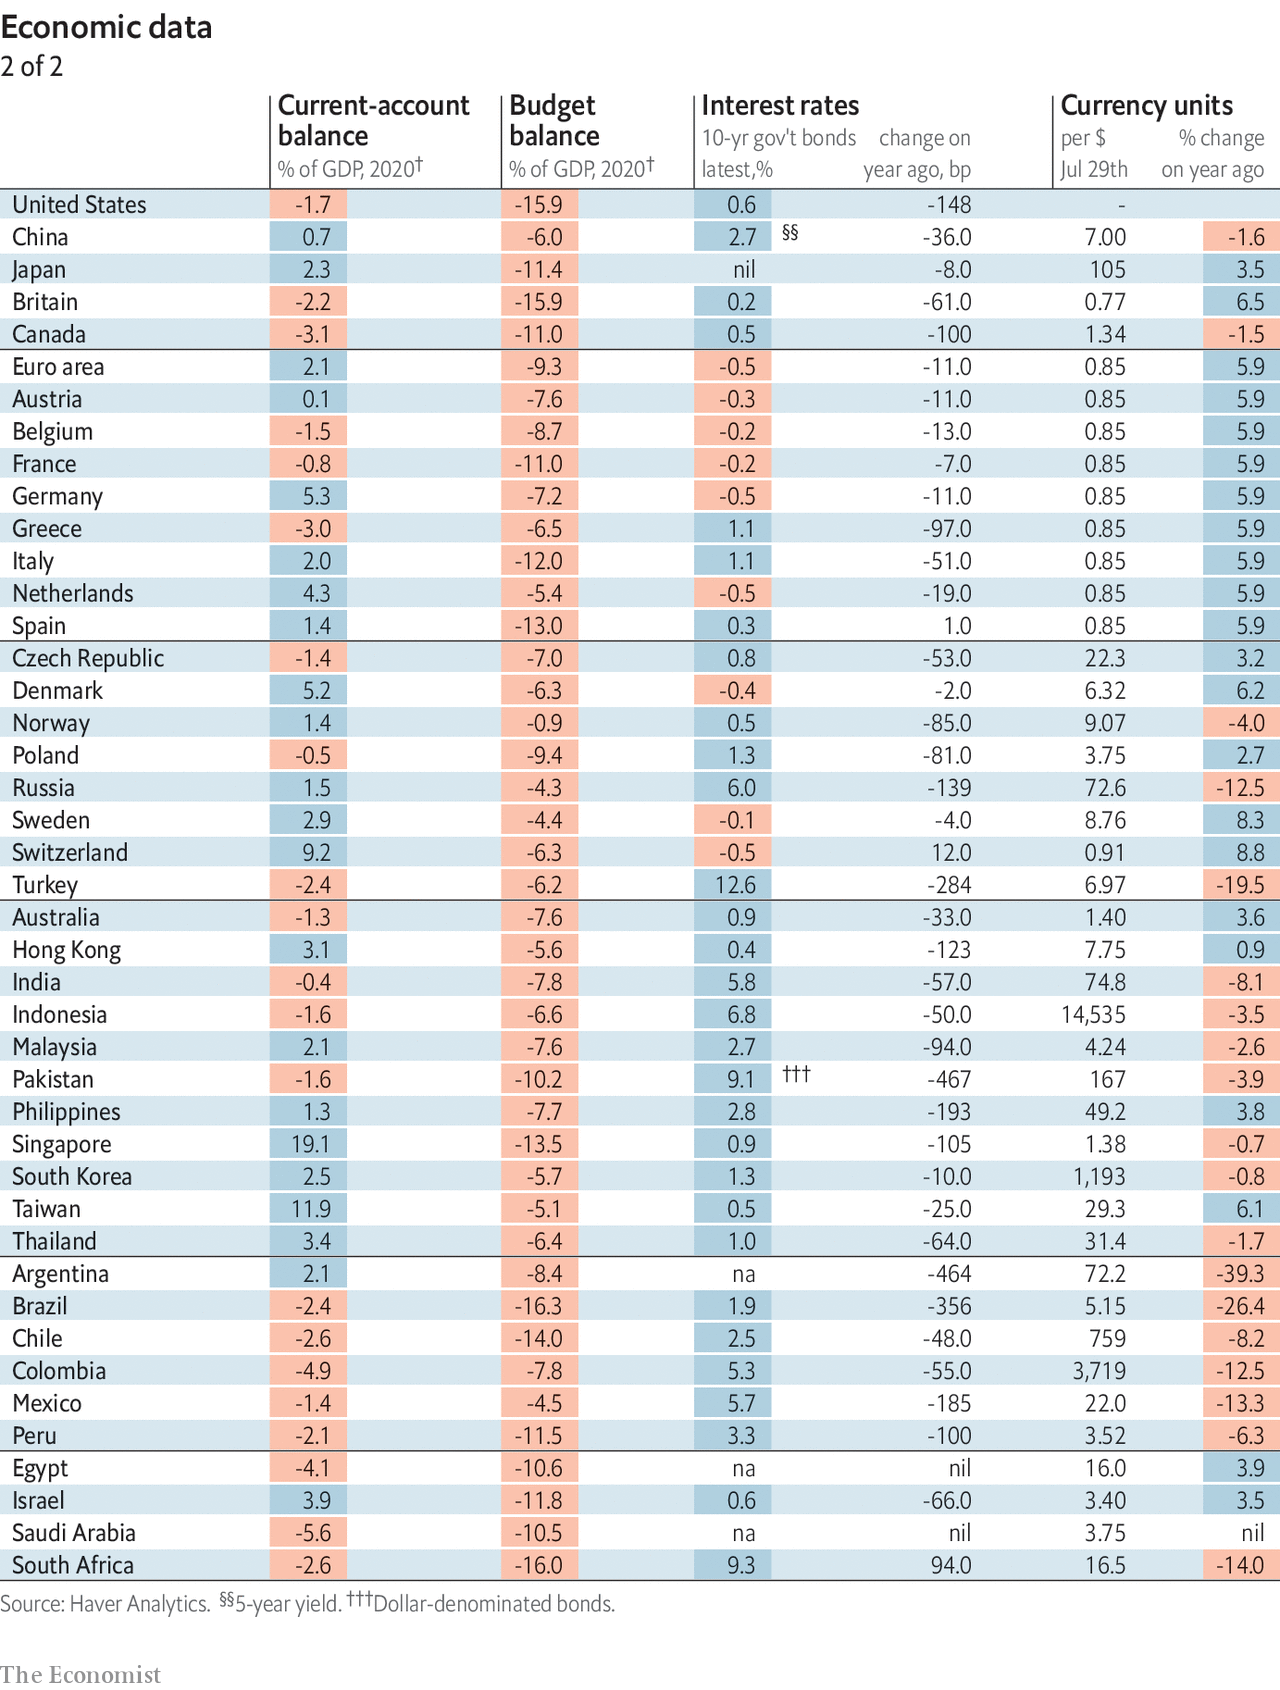 Economic data
2 of 2
Current-account balance % of GDP, 2020† Budget balance % of GDP, 2020† Interest rates 10-yr gov't bonds latest,% change on year ago, bp Currency units per $ Jul 29th % change on year ago
United States -1.7 -15.9 0.6 -148 -
China 0.7 -6.0 2.7 §§ -36.0 7.00 -1.6
Japan 2.3 -11.4 nil -8.0 105 3.5
Britain -2.2 -15.9 0.2 -61.0 0.77 6.5
Canada -3.1 -11.0 0.5 -100 1.34 -1.5
Euro area 2.1 -9.3 -0.5 -11.0 0.85 5.9
Austria 0.1 -7.6 -0.3 -11.0 0.85 5.9
Belgium -1.5 -8.7 -0.2 -13.0 0.85 5.9
France -0.8 -11.0 -0.2 -7.0 0.85 5.9
Germany 5.3 -7.2 -0.5 -11.0 0.85 5.9
Greece -3.0 -6.5 1.1 -97.0 0.85 5.9
Italy 2.0 -12.0 1.1 -51.0 0.85 5.9
Netherlands 4.3 -5.4 -0.5 -19.0 0.85 5.9
Spain 1.4 -13.0 0.3 1.0 0.85 5.9
Czech Republic -1.4 -7.0 0.8 -53.0 22.3 3.2
Denmark 5.2 -6.3 -0.4 -2.0 6.32 6.2
Norway 1.4 -0.9 0.5 -85.0 9.07 -4.0
Poland -0.5 -9.4 1.3 -81.0 3.75 2.7
Russia 1.5 -4.3 6.0 -139 72.6 -12.5
Sweden 2.9 -4.4 -0.1 -4.0 8.76 8.3
Switzerland 9.2 -6.3 -0.5 12.0 0.91 8.8
Turkey -2.4 -6.2 12.6 -284 6.97 -19.5
Australia -1.3 -7.6 0.9 -33.0 1.40 3.6
Hong Kong 3.1 -5.6 0.4 -123 7.75 0.9
India -0.4 -7.8 5.8 -57.0 74.8 -8.1
Indonesia -1.6 -6.6 6.8 -50.0 14,535 -3.5
Malaysia 2.1 -7.6 2.7 -94.0 4.24 -2.6
Pakistan -1.6 -10.2 9.1 ††† -467 167 -3.9
Philippines 1.3 -7.7 2.8 -193 49.2 3.8
Singapore 19.1 -13.5 0.9 -105 1.38 -0.7
South Korea 2.5 -5.7 1.3 -10.0 1,193 -0.8
Taiwan 11.9 -5.1 0.5 -25.0 29.3 6.1
Thailand 3.4 -6.4 1.0 -64.0 31.4 -1.7
Argentina 2.1 -8.4 na -464 72.2 -39.3
Brazil -2.4 -16.3 1.9 -356 5.15 -26.4
Chile -2.6 -14.0 2.5 -48.0 759 -8.2
Colombia -4.9 -7.8 5.3 -55.0 3,719 -12.5
Mexico -1.4 -4.5 5.7 -185 22.0 -13.3
Peru -2.1 -11.5 3.3 -100 3.52 -6.3
Egypt -4.1 -10.6 na nil 16.0 3.9
Israel 3.9 -11.8 0.6 -66.0 3.40 3.5
Saudi Arabia -5.6 -10.5 na nil 3.75 nil
South Africa -2.6 -16.0 9.3 94.0 16.5 -14.0
Source: Haver Analytics. §§5-year yield. †††Dollar-denominated bonds.
The Economist